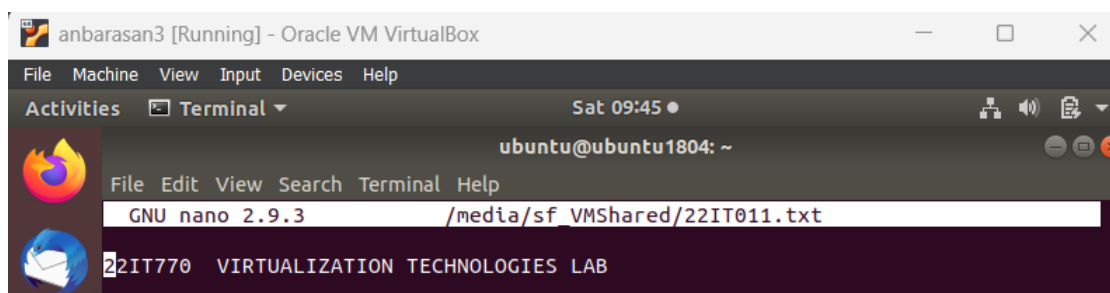 anbarasan3 [Running] - Oracle VM VirtualBox
File Machine View Input Devices Help
Activities Terminal Sat 09:45
ubuntu@ubuntu1804: ~
File Edit View Search Terminal Help
GNU nano 2.9.3 /media/sf_VMShared/22IT011.txt
22IT770 VIRTUALIZATION TECHNOLOGIES LAB